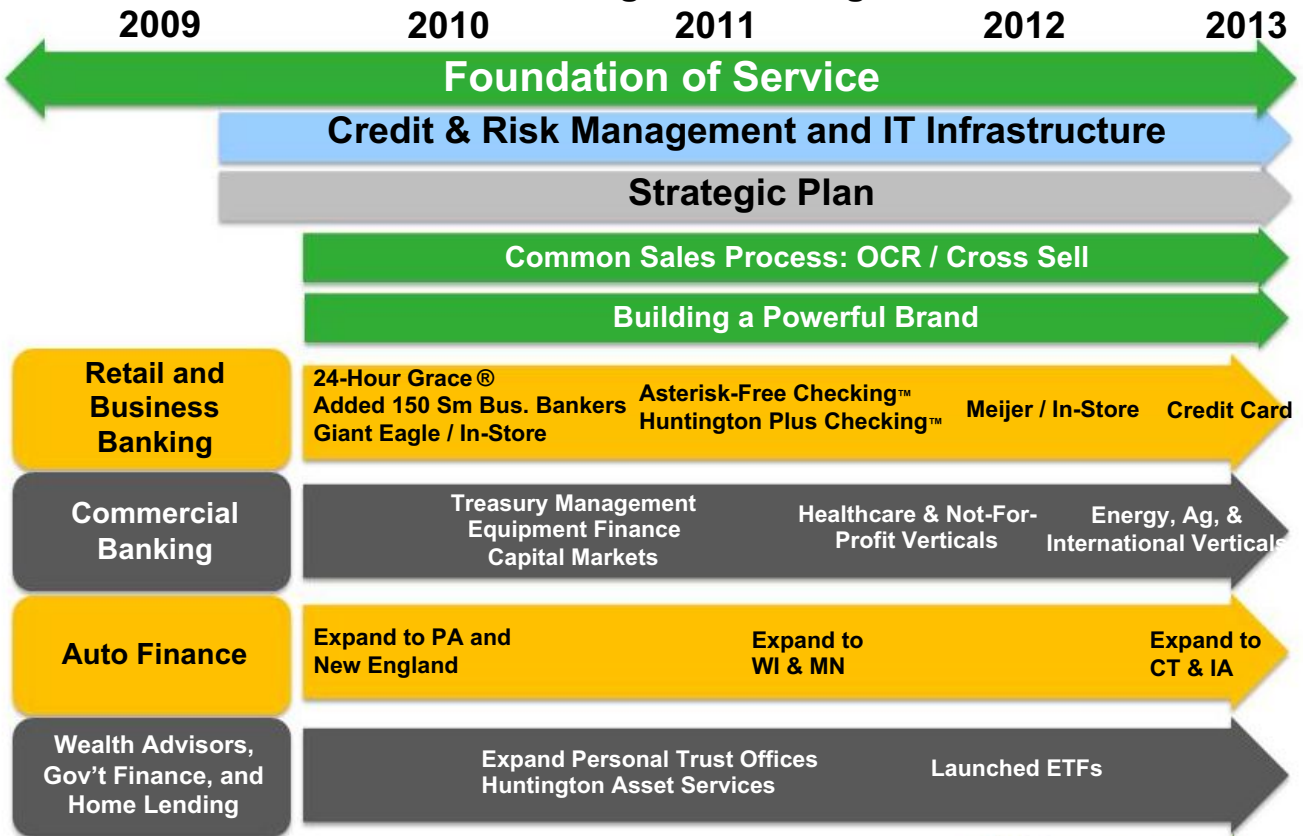 2009 2010 2011 2012 2013
Foundation of Service
Credit & Risk Management and IT Infrastructure
Strategic Plan
Common Sales Process: OCR / Cross Sell
Building a Powerful Brand
Retail and
Business
Banking
24-Hour Grace ®
Added 150 Sm Bus. Bankers
Giant Eagle / In-Store
Asterisk-Free Checking™
Huntington Plus Checking™
Meijer / In-Store
Credit Card
Commercial
Banking
Treasury Management
Equipment Finance
Capital Markets
Healthcare & Not-For-
Profit Verticals
Energy, Ag, &
International Verticals
Auto Finance
Expand to PA and
New England
Expand to
WI & MN
Expand to
CT & IA
Wealth Advisors,
Gov't Finance, and
Home Lending
Expand Personal Trust Offices
Huntington Asset Services
Launched ETFs